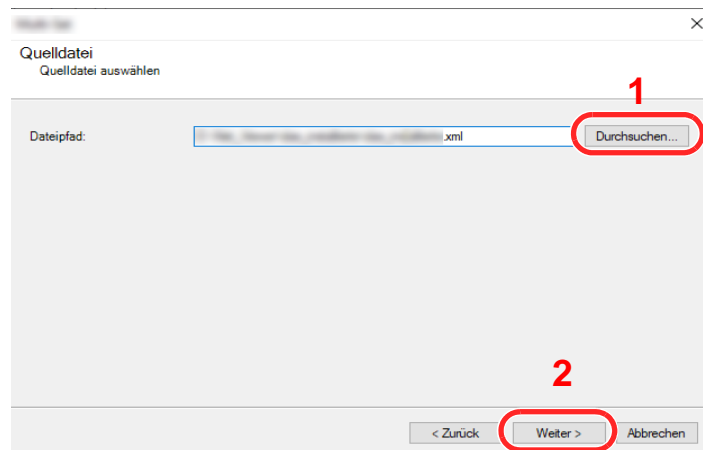 Quelldatei
Quelldatei auswählen
1
Dateipfad:
.xml
Durchsuchen...
2
< Zurück
Weiter >
Abbrechen